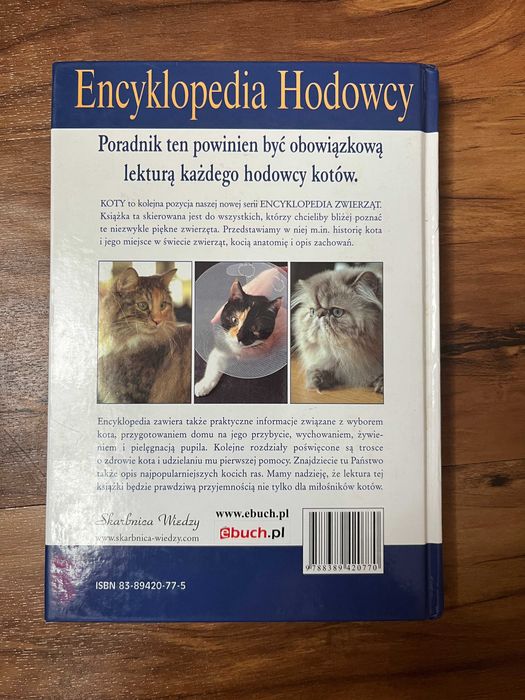 Encyklopedia Hodowcy
Poradnik ten powinien być obowiązkową
lekturą każdego hodowcy kotów.
KOTY to kolejna pozycja naszej nowej serii ENCYKLOPEDIA ZWIERZĄT.
Książka ta skierowana jest do wszystkich, którzy chcieliby bliżej poznać
te niezwykle piękne zwierzęta. Przedstawiamy w niej m.in. historię kota
i jego miejsce w świecie zwierząt, kocią anatomię i opis zachowań.
Encyklopedia zawiera także praktyczne informacje związane z wyborem
kota, przygotowaniem domu na jego przybycie, wychowaniem, żywie-
niem i pielęgnacją pupila. Kolejne rozdziały poświęcone są trosce
o zdrowie kota i udzielaniu mu pierwszej pomocy. Znajdziecie tu Państwo
także opis najpopularniejszych kocich ras. Mamy nadzieję, że lektura tej
książki będzie prawdziwą przyjemnością nie tylko dla miłośników kotów.
Skarbnica Wiedzy
www.skarbnica-wiedzy.com
www.ebuch.pl
ebuch.pl
9788389420770
ISBN 83-89420-77-5